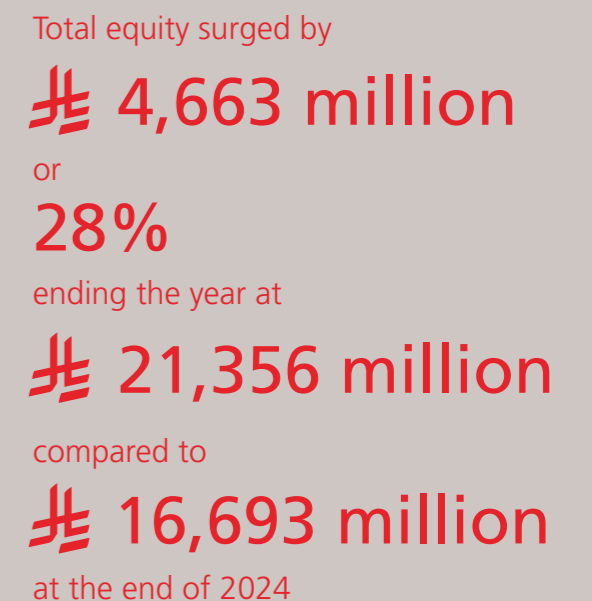 Total equity surged by
⃁ 4,663 million
or
28%
ending the year at
⃁ 21,356 million
compared to
⃁ 16,693 million
at the end of 2024